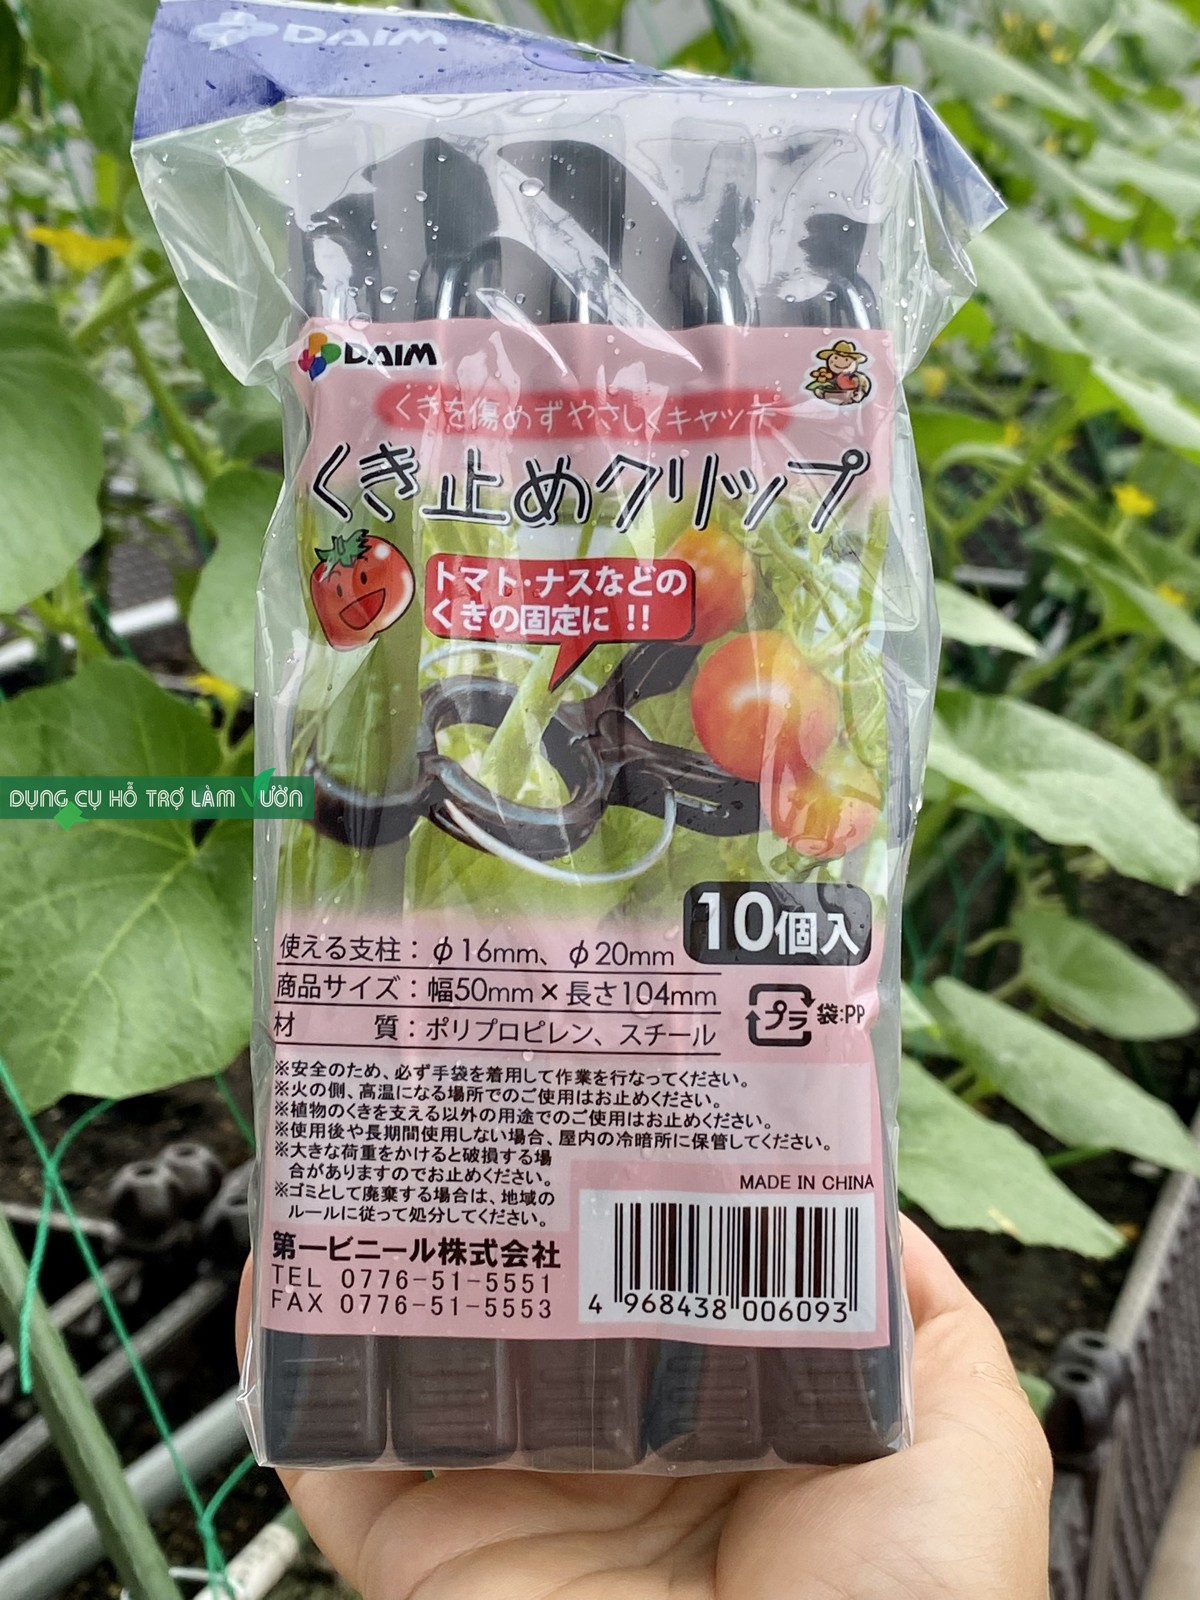 DAIM
DAIM
くきを傷めずやさしくキャッチ
くき止めクリップ
トマト・ナスなどの
くきの固定に !!
DỤNG CỤ HỖ TRỢ LÀM VƯỜN
10個入
使える支柱：φ16mm、φ20mm
商品サイズ：幅50mm×長さ104mm
材 質：ポリプロピレン、スチール
プラ 袋:PP
※安全のため、必ず手袋を着用して作業を行なってください。
※火の側、高温になる場所でのご使用はお止めください。
※植物のくきを支える以外の用途でのご使用はお止めください。
※使用後や長期間使用しない場合、屋内の冷暗所に保管してください。
※大きな荷重をかけると破損する場
合がありますのでお止めください。
※ゴミとして廃棄する場合は、地域の
ルールに従って処分してください。
MADE IN CHINA
第一ビニール株式会社
TEL 0776-51-5551
FAX 0776-51-5553
4 968438 006093